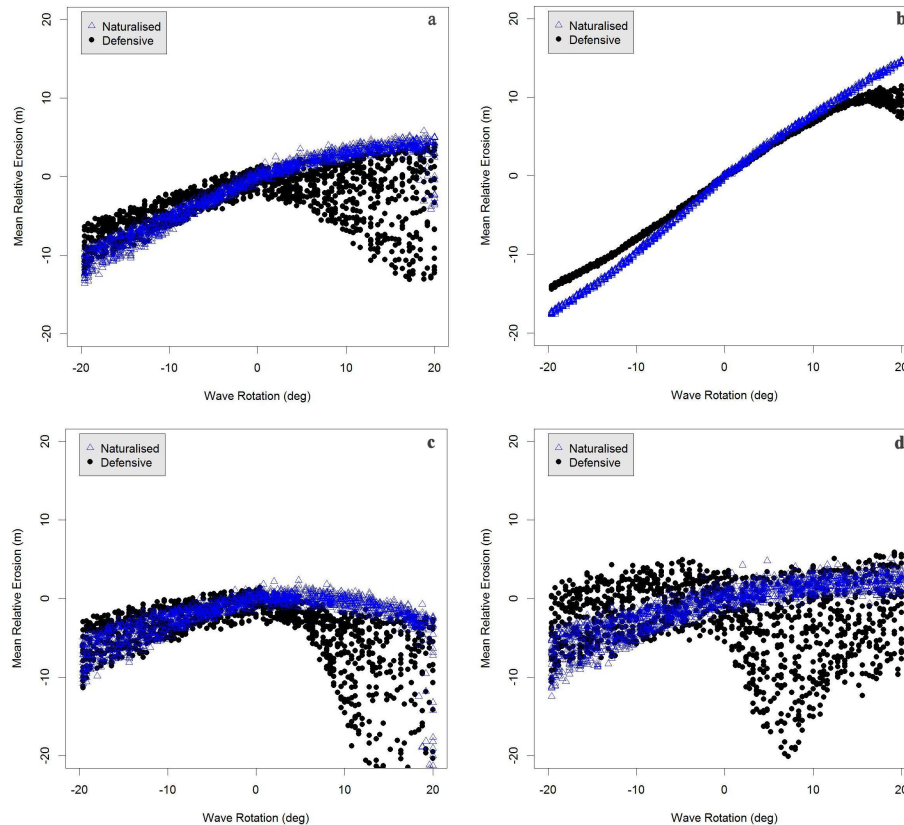 a
Naturalised
Defensive
Mean Relative Erosion (m)
20
10
0
-10
-20
-20 -10 0 10 20
Wave Rotation (deg)
b
Naturalised
Defensive
Mean Relative Erosion (m)
20
10
0
-10
-20
-20 -10 0 10 20
Wave Rotation (deg)
c
Naturalised
Defensive
Mean Relative Erosion (m)
20
10
0
-10
-20
-20 -10 0 10 20
Wave Rotation (deg)
d
Naturalised
Defensive
Mean Relative Erosion (m)
20
10
0
-10
-20
-20 -10 0 10 20
Wave Rotation (deg)